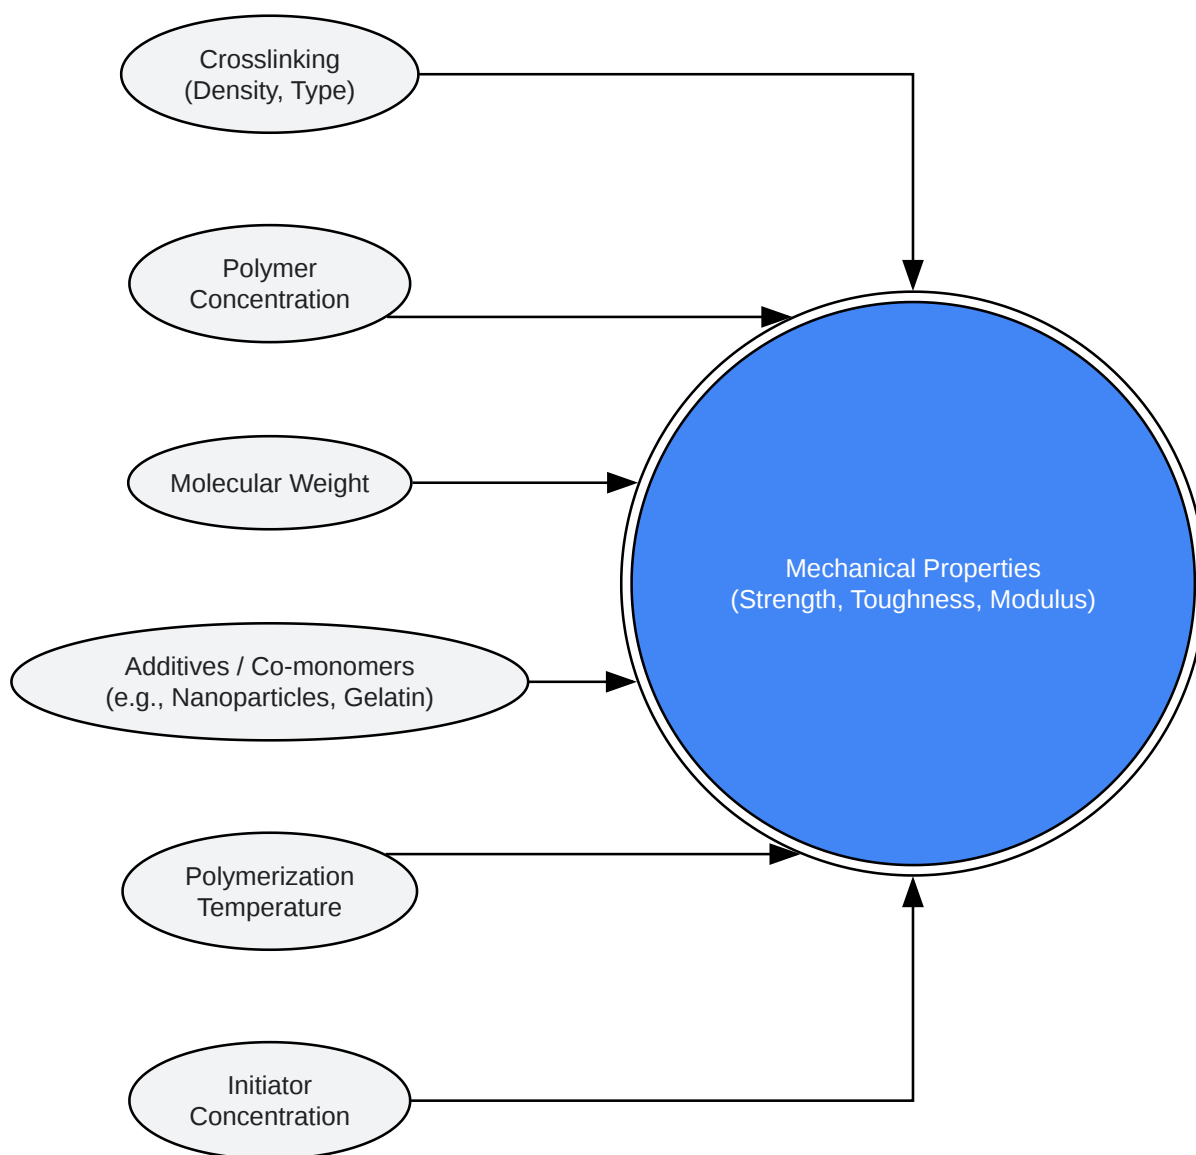 Crosslinking
(Density, Type)
Polymer
Concentration
Molecular Weight
Mechanical Properties
(Strength, Toughness, Modulus)
Additives / Co-monomers
(e.g., Nanoparticles, Gelatin)
Polymerization
Temperature
Initiator
Concentration